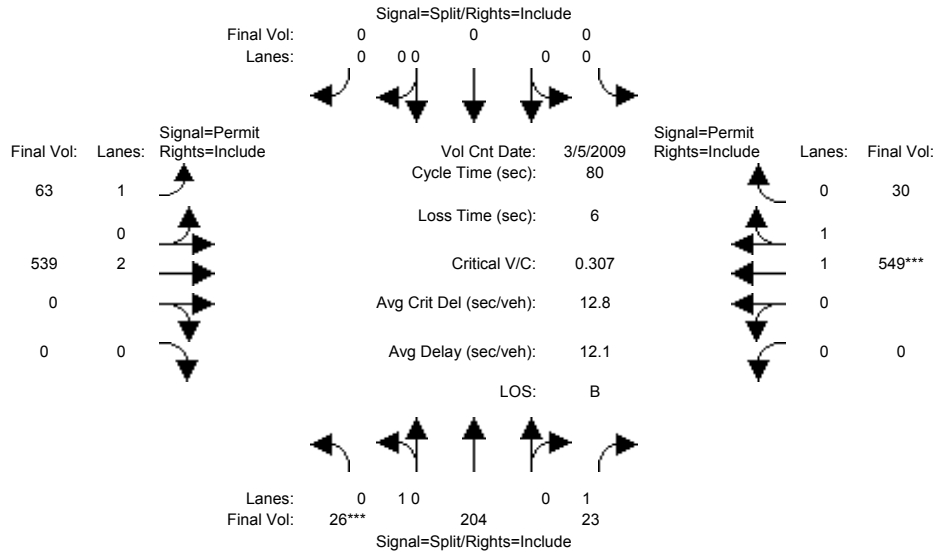 Signal=Split/Rights=Include
Final Vol: 0 0 0
Lanes: 0 0 0 0 0
Signal=Permit Signal=Permit
Final Vol: Lanes: Rights=Include Vol Cnt Date: 3/5/2009 Rights=Include Lanes: Final Vol:
Cycle Time (sec): 80
63 1 0 30
Loss Time (sec): 6
0 1
539 2 Critical V/C: 0.307 1 549***
0 Avg Crit Del (sec/veh): 12.8 0
0 0 Avg Delay (sec/veh): 12.1 0 0
LOS: B
Lanes: 0 1 0 0 1
Final Vol: 26*** 204 23
Signal=Split/Rights=Include